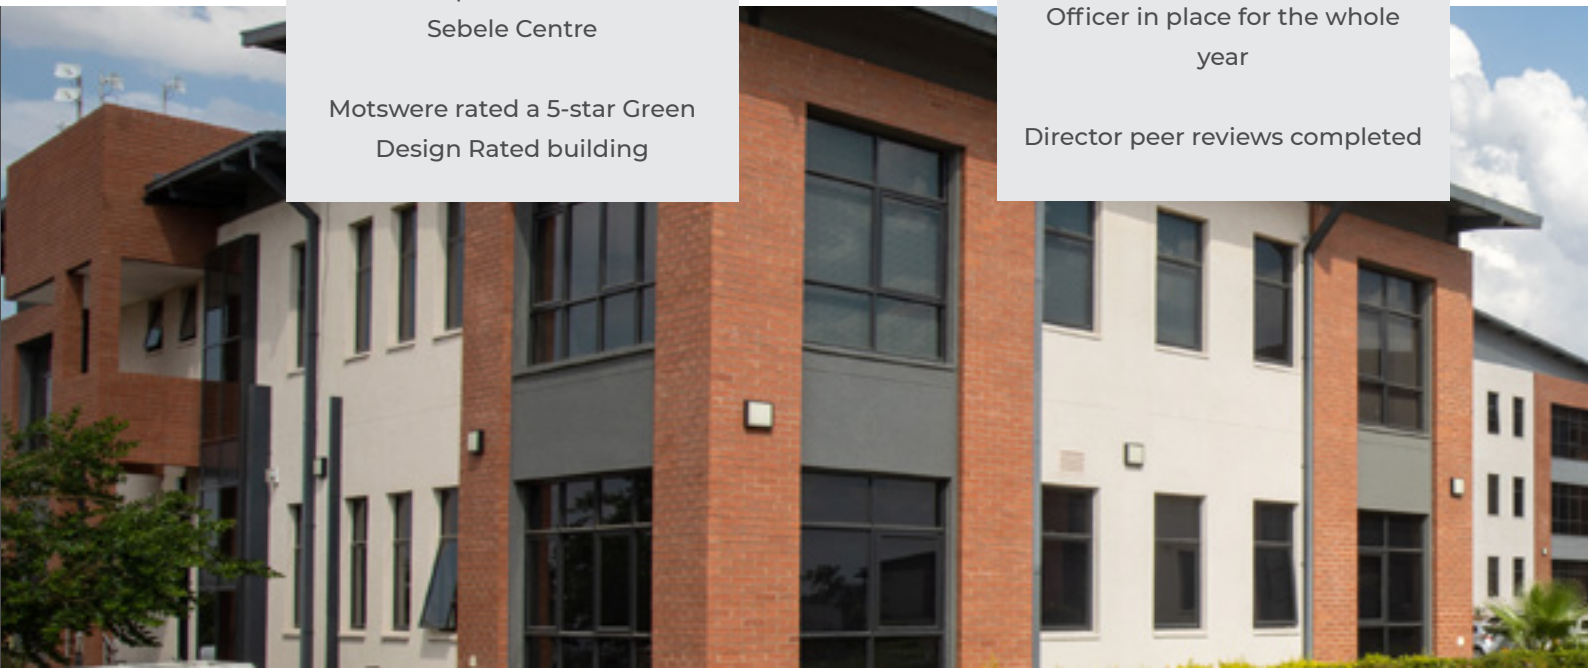 Sebele Centre
Motswere rated a 5-star Green
Design Rated building
Officer in place for the whole
year
Director peer reviews completed